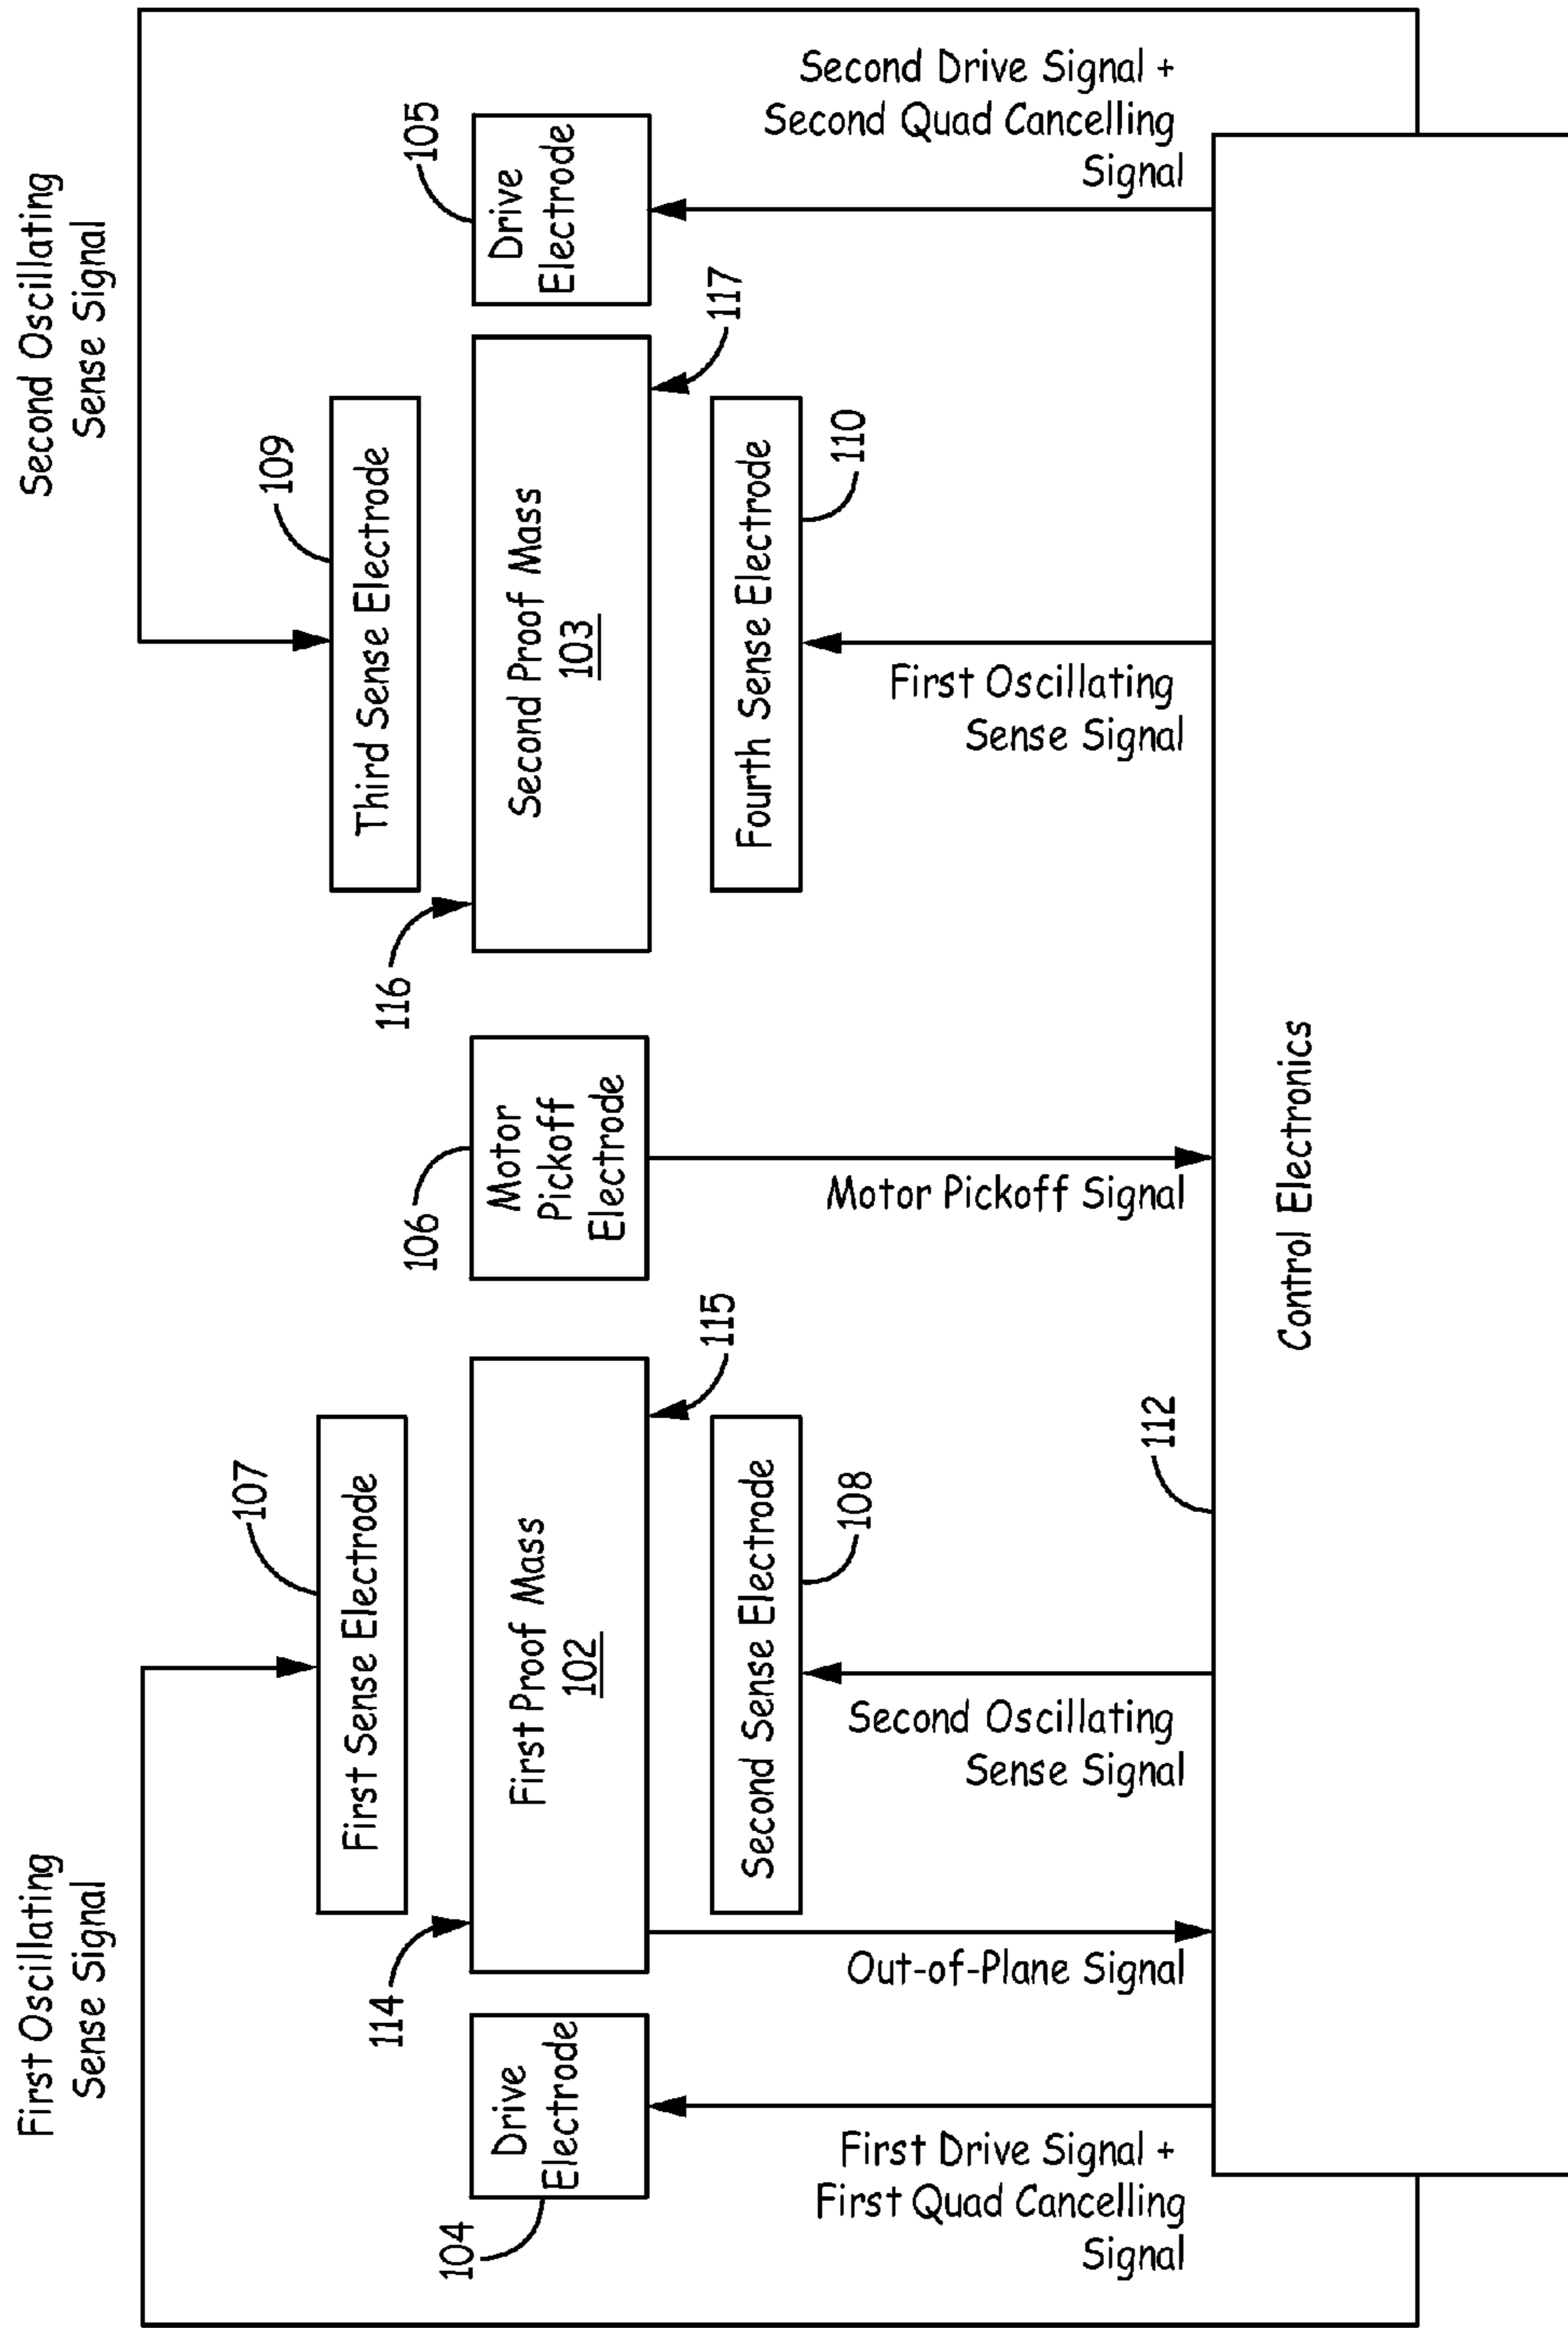 First Oscillating
Sense Signal
Second Oscillating
Sense Signal
107
First Sense Electrode
109
Third Sense Electrode
114
116
104
Drive
Electrode
First Proof Mass
102
106
Motor
Pickoff
Electrode
Second Proof Mass
103
105
Drive
Electrode
115
117
Second Sense Electrode
108
Fourth Sense Electrode
110
First Drive Signal +
First Quad Cancelling
Signal
Out-of-Plane Signal
Second Oscillating
Sense Signal
Motor Pickoff Signal
First Oscillating
Sense Signal
Second Drive Signal +
Second Quad Cancelling
Signal
112
Control Electronics